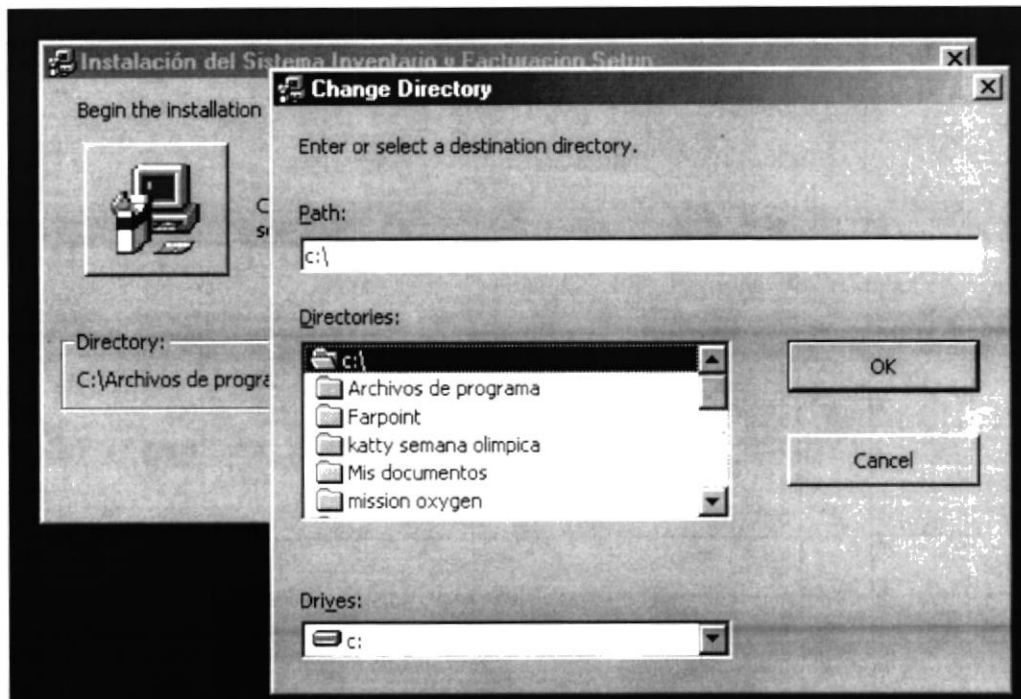 Instalación del Sistema Inventario y Facturacion Setup
Change Directory
Begin the installation
Enter or select a destination directory.
Path:
c:\
Directories:
Directory:
C:\Archivos de progra
c:\
Archivos de programa
Farpoint
katty semana olimpica
Mis documentos
mission oxygen
OK
Cancel
Drives:
c: